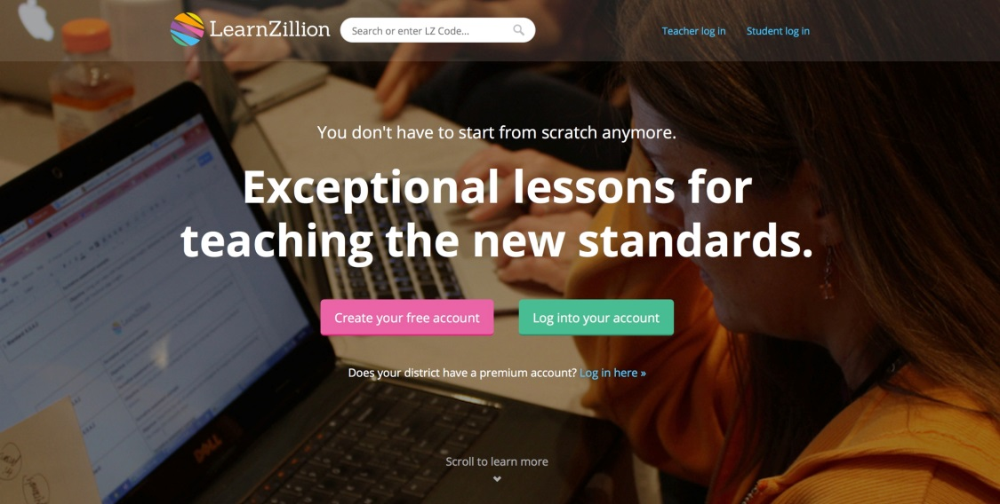 LearnZillion
Search or enter LZ Code...
Teacher log in
Student log in
You don't have to start from scratch anymore.
Exceptional lessons for
teaching the new standards.
Create your free account
Log into your account
Does your district have a premium account? Log in here »
Scroll to learn more
DELL